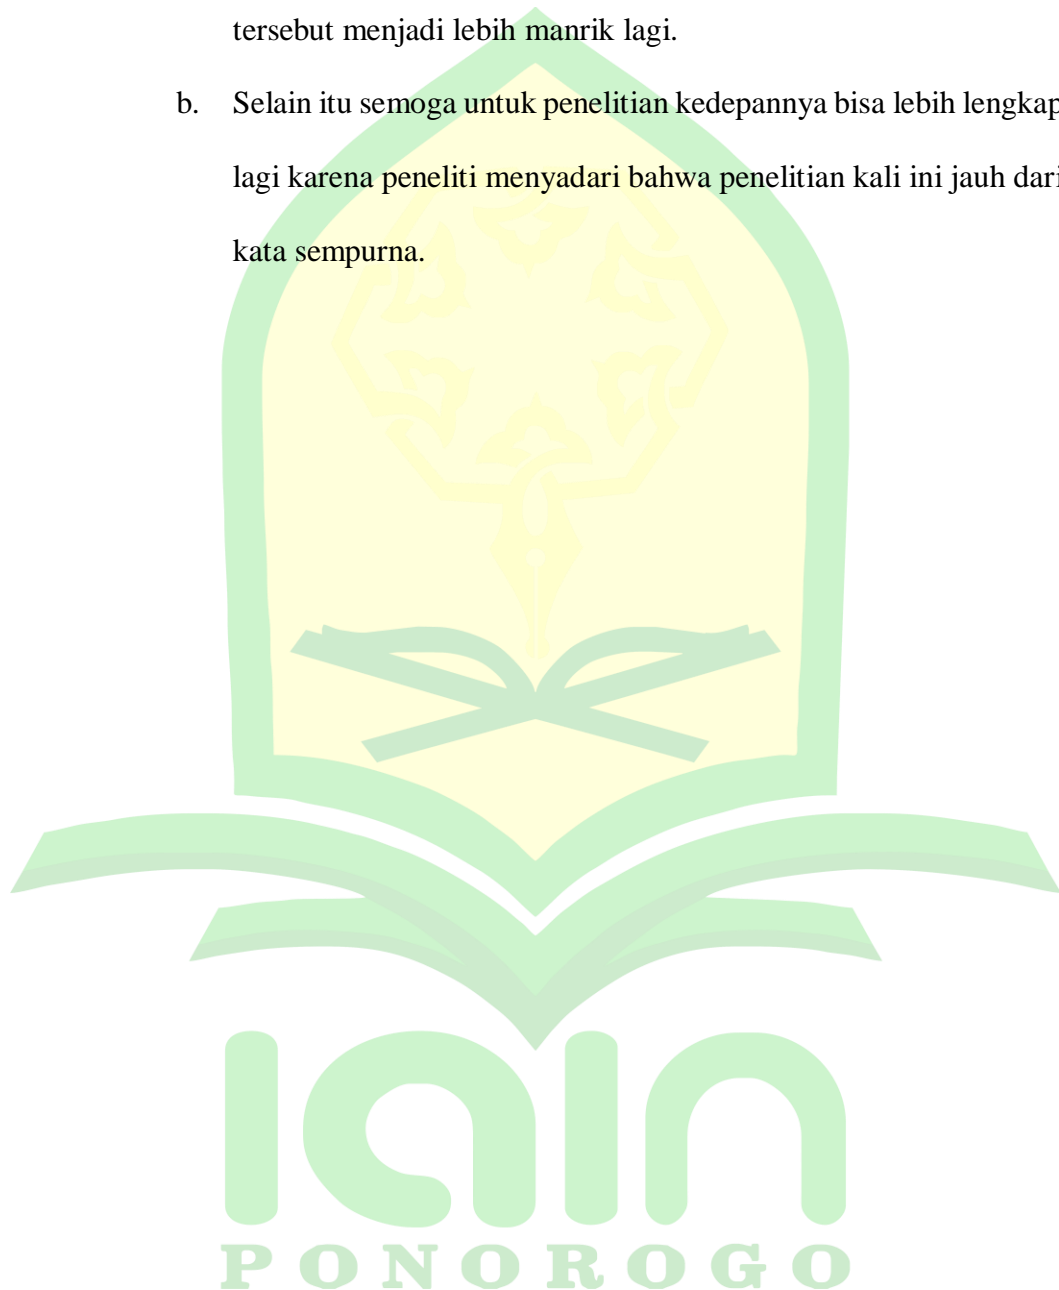 tersebut menjadi lebih manrik lagi.
b. Selain itu semoga untuk penelitian kedepannya bisa lebih lengkap
lagi karena peneliti menyadari bahwa penelitian kali ini jauh dari
kata sempurna.
iain
PONOROGO